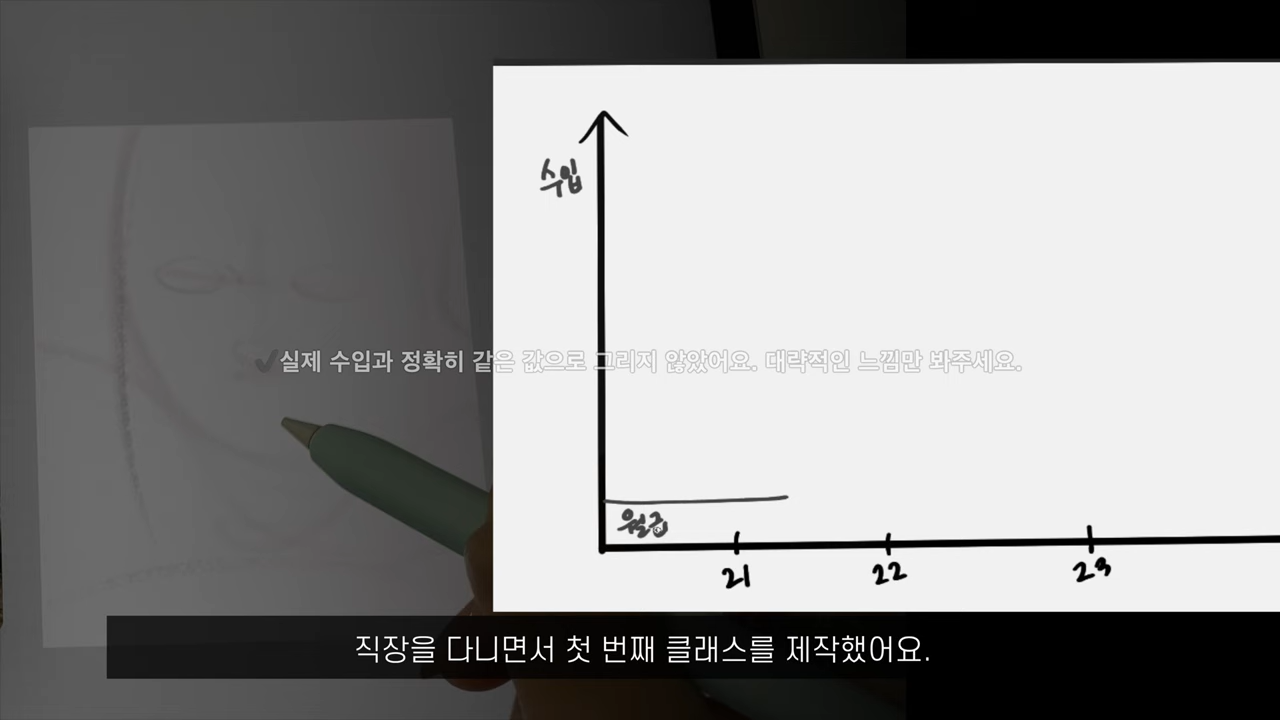 수입
✓실제 수입과 정확히 같은 값으로 그리지 않았어요. 대략적인 느낌만 봐주세요.
월급
21 22 23
직장을 다니면서 첫 번째 클래스를 제작했어요.